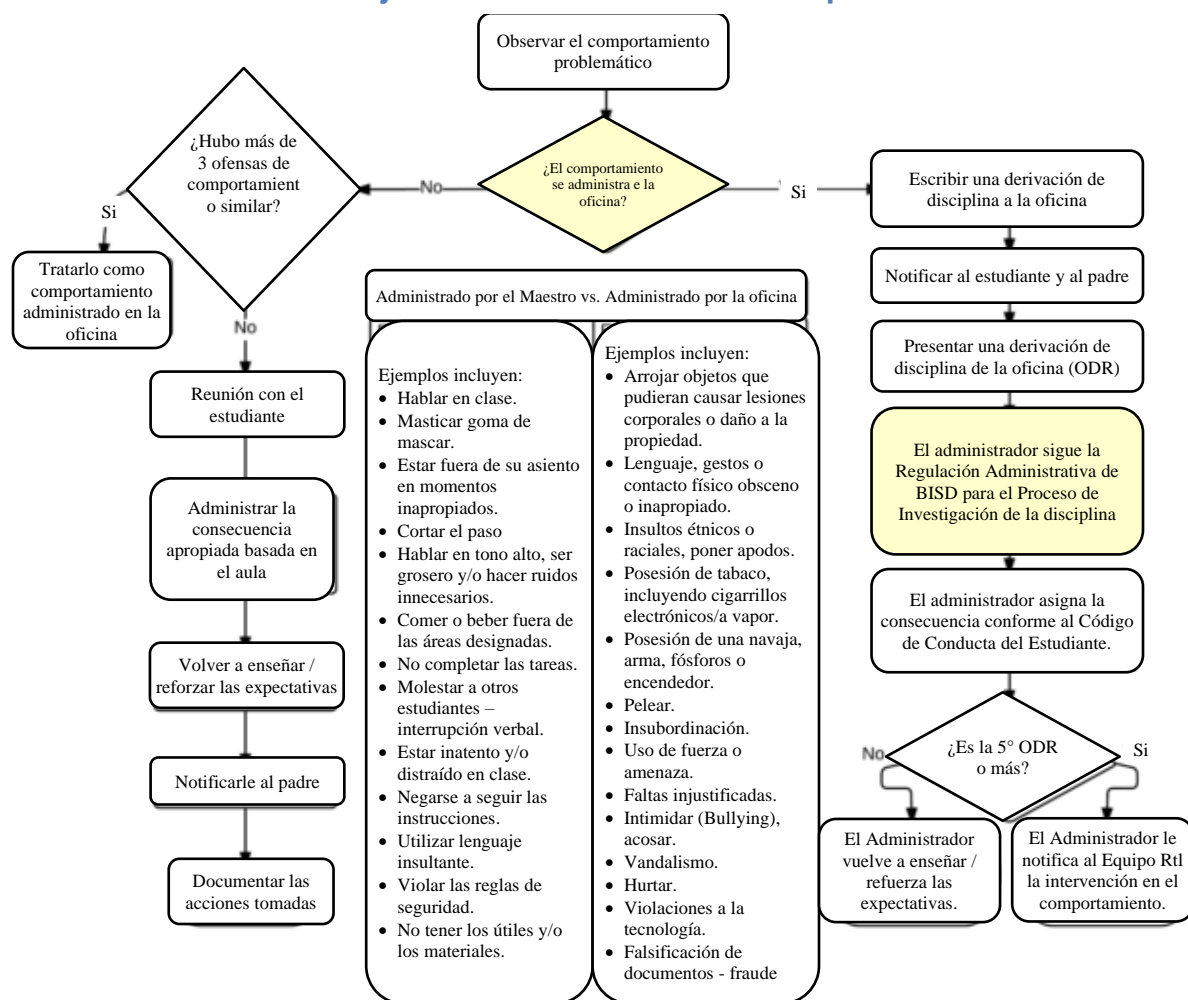 Observar el comportamiento
problemático
¿El comportamiento
se administra e la
oficina?
No
Si
¿Hubo más de
3 ofensas de
comportamient
o similar?
Si
Tratarlo como
comportamiento
administrado en la
oficina
No
Reunión con el
estudiante
Administrar la
consecuencia
apropiada basada en
el aula
Volver a enseñar /
reforzar las expectativas
Notificarle al padre
Documentar las
acciones tomadas
Administrado por el Maestro vs. Administrado por la oficina
Ejemplos incluyen:
• Hablar en clase.
• Masticar goma de
mascar.
• Estar fuera de su asiento
en momentos
inapropiados.
• Cortar el paso
• Hablar en tono alto, ser
grosero y/o hacer ruidos
innecesarios.
• Comer o beber fuera de
las áreas designadas.
• No completar las tareas.
• Molestar a otros
estudiantes –
interrupción verbal.
• Estar inatento y/o
distraído en clase.
• Negarse a seguir las
instrucciones.
• Utilizar lenguaje
insultante.
• Violar las reglas de
seguridad.
• No tener los útiles y/o
los materiales.
Ejemplos incluyen:
• Arrojar objetos que
pudieran causar lesiones
corporales o daño a la
propiedad.
• Lenguaje, gestos o
contacto físico obsceno
o inapropiado.
• Insultos étnicos o
raciales, poner apodos.
• Posesión de tabaco,
incluyendo cigarrillos
electrónicos/a vapor.
• Posesión de una navaja,
arma, fósforos o
encendedor.
• Pelear.
• Insubordinación.
• Uso de fuerza o
amenaza.
• Faltas injustificadas.
• Intimidar (Bullying),
acosar.
• Vandalismo.
• Hurtar.
• Violaciones a la
tecnología.
• Falsificación de
documentos - fraude
Escribir una derivación de
disciplina a la oficina
Notificar al estudiante y al padre
Presentar una derivación de
disciplina de la oficina (ODR)
El administrador sigue la
Regulación Administrativa de
BISD para el Proceso de
Investigación de la disciplina
El administrador asigna la
consecuencia conforme al Código
de Conducta del Estudiante.
¿Es la 5° ODR
o más?
No
Si
El Administrador
vuelve a enseñar /
refuerza las
expectativas.
El Administrador le
notifica al Equipo Rtl
la intervención en el
comportamiento.